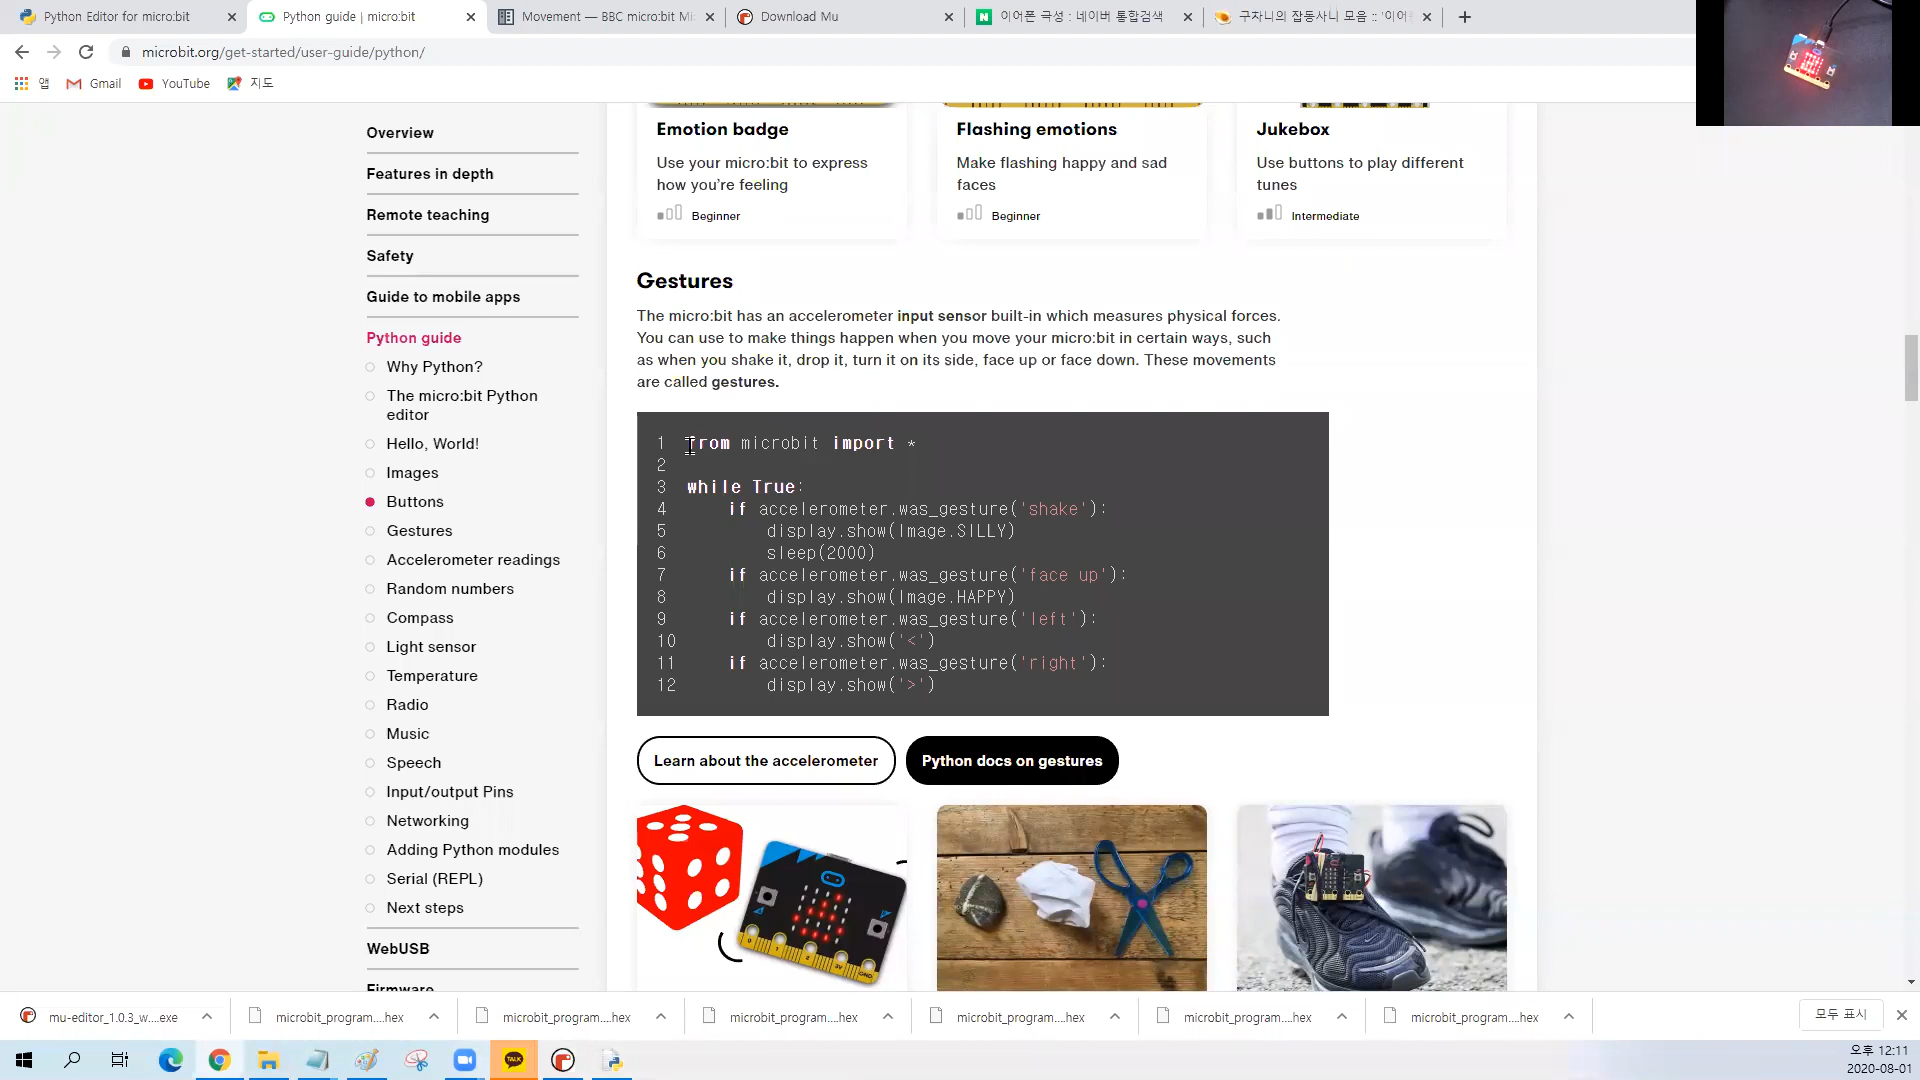 Python Editor for micro:bit
Python guide | micro:bit
Movement — BBC micro:bit Mi
Download Mu
이어폰 극성 : 네이버 통합검색
구차니의 잡동사니 모음 :: '이어
microbit.org/get-started/user-guide/python/
앱
Gmail
YouTube
지도
Overview
Features in depth
Remote teaching
Safety
Guide to mobile apps
Python guide
Why Python?
The micro:bit Python
editor
Hello, World!
Images
Buttons
Gestures
Accelerometer readings
Random numbers
Compass
Light sensor
Temperature
Radio
Music
Speech
Input/output Pins
Networking
Adding Python modules
Serial (REPL)
Next steps
WebUSB
Firmware
Emotion badge
Use your micro:bit to express
how you're feeling
Beginner
Flashing emotions
Make flashing happy and sad
faces
Beginner
Jukebox
Use buttons to play different
tunes
Intermediate
Gestures
The micro:bit has an accelerometer input sensor built-in which measures physical forces.
You can use to make things happen when you move your micro:bit in certain ways, such
as when you shake it, drop it, turn it on its side, face up or face down. These movements
are called gestures.
1 from microbit import *
2
3 while True:
4 if accelerometer.was_gesture('shake'):
5 display.show(Image.SILLY)
6 sleep(2000)
7 if accelerometer.was_gesture('face up'):
8 display.show(Image.HAPPY)
9 if accelerometer.was_gesture('left'):
10 display.show('<')
11 if accelerometer.was_gesture('right'):
12 display.show('>')
Learn about the accelerometer
Python docs on gestures
mu-editor_1.0.3_w....exe
microbit_program....hex
microbit_program....hex
microbit_program....hex
microbit_program....hex
microbit_program....hex
microbit_program....hex
모두 표시
TALK
오후 12:11
2020-08-01